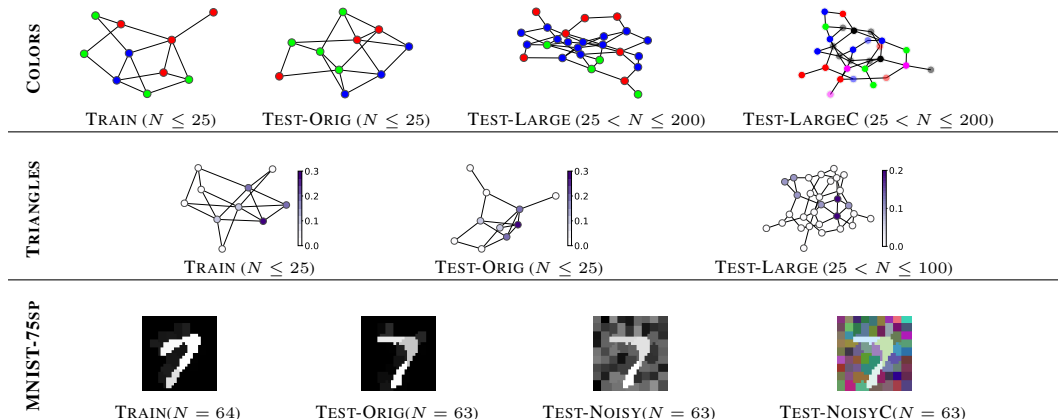 COLORS
TRAIN (N ≤ 25) TEST-ORIG (N ≤ 25) TEST-LARGE (25 < N ≤ 200) TEST-LARGEC (25 < N ≤ 200)
TRIANGLES
0.3 0.3 0.2
0.2 0.2
0.1 0.1 0.1
0.0 0.0 0.0
TRAIN (N ≤ 25) TEST-ORIG (N ≤ 25) TEST-LARGE (25 < N ≤ 100)
MNIST-75SP
TRAIN(N = 64) TEST-ORIG(N = 63) TEST-NOISY(N = 63) TEST-NOISYC(N = 63)